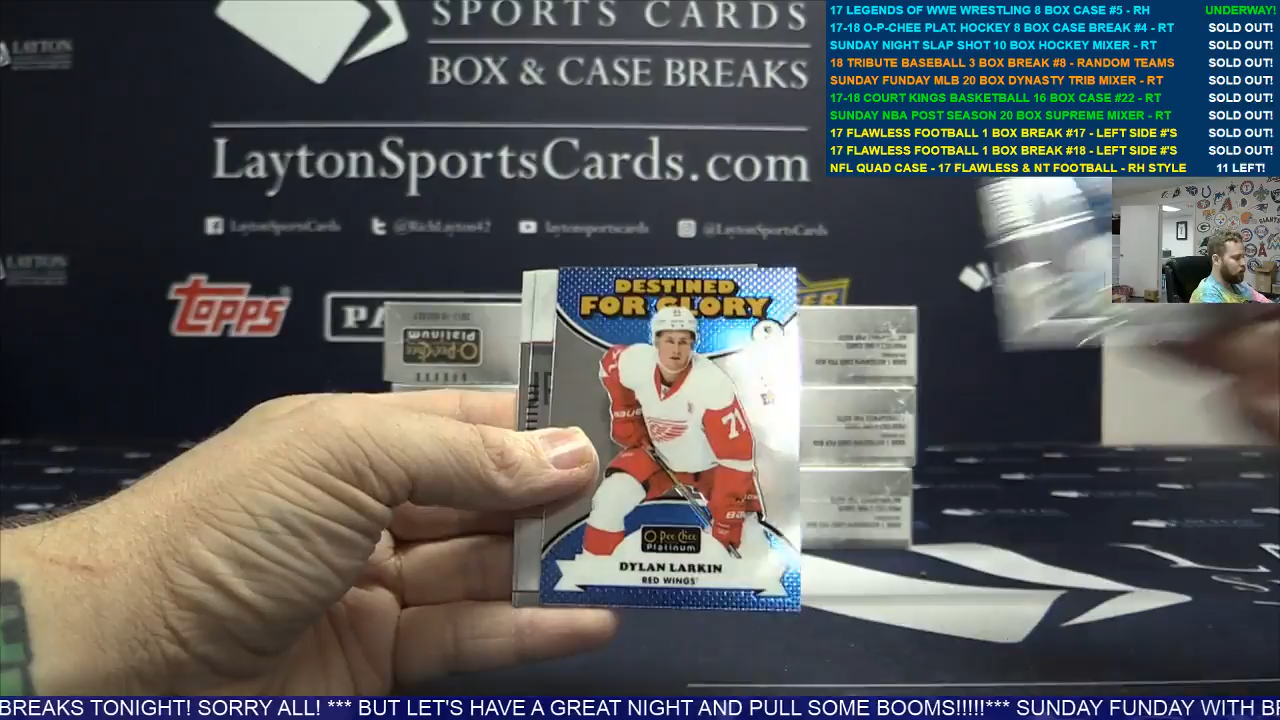 SPORTS CARDS
BOX & CASE BREAKS
LaytonSportsCards.com
LaytonSportsCards
@RichLayton42
laytonsportscards
@LaytonSportsCards
LAYTON
LAYTON
TOPPS
PA
ER
Platinum
DESTINED
FOR GLORY
71
O Pee Chee
Platinum
DYLAN LARKIN
RED WINGS
17 LEGENDS OF WWE WRESTLING 8 BOX CASE #5 - RH UNDERWAY!
17-18 O-P-CHEE PLAT. HOCKEY 8 BOX CASE BREAK #4 - RT SOLD OUT!
SUNDAY NIGHT SLAP SHOT 10 BOX HOCKEY MIXER - RT SOLD OUT!
18 TRIBUTE BASEBALL 3 BOX BREAK #8 - RANDOM TEAMS SOLD OUT!
SUNDAY FUNDAY MLB 20 BOX DYNASTY TRIB MIXER - RT SOLD OUT!
17-18 COURT KINGS BASKETBALL 16 BOX CASE #22 - RT SOLD OUT!
SUNDAY NBA POST SEASON 20 BOX SUPREME MIXER - RT SOLD OUT!
17 FLAWLESS FOOTBALL 1 BOX BREAK #17 - LEFT SIDE #'S SOLD OUT!
17 FLAWLESS FOOTBALL 1 BOX BREAK #18 - LEFT SIDE #'S SOLD OUT!
NFL QUAD CASE - 17 FLAWLESS & NT FOOTBALL - RH STYLE 11 LEFT!
BREAKS TONIGHT! SORRY ALL! *** BUT LET'S HAVE A GREAT NIGHT AND PULL SOME BOOMS!!!!!*** SUNDAY FUNDAY WITH BR